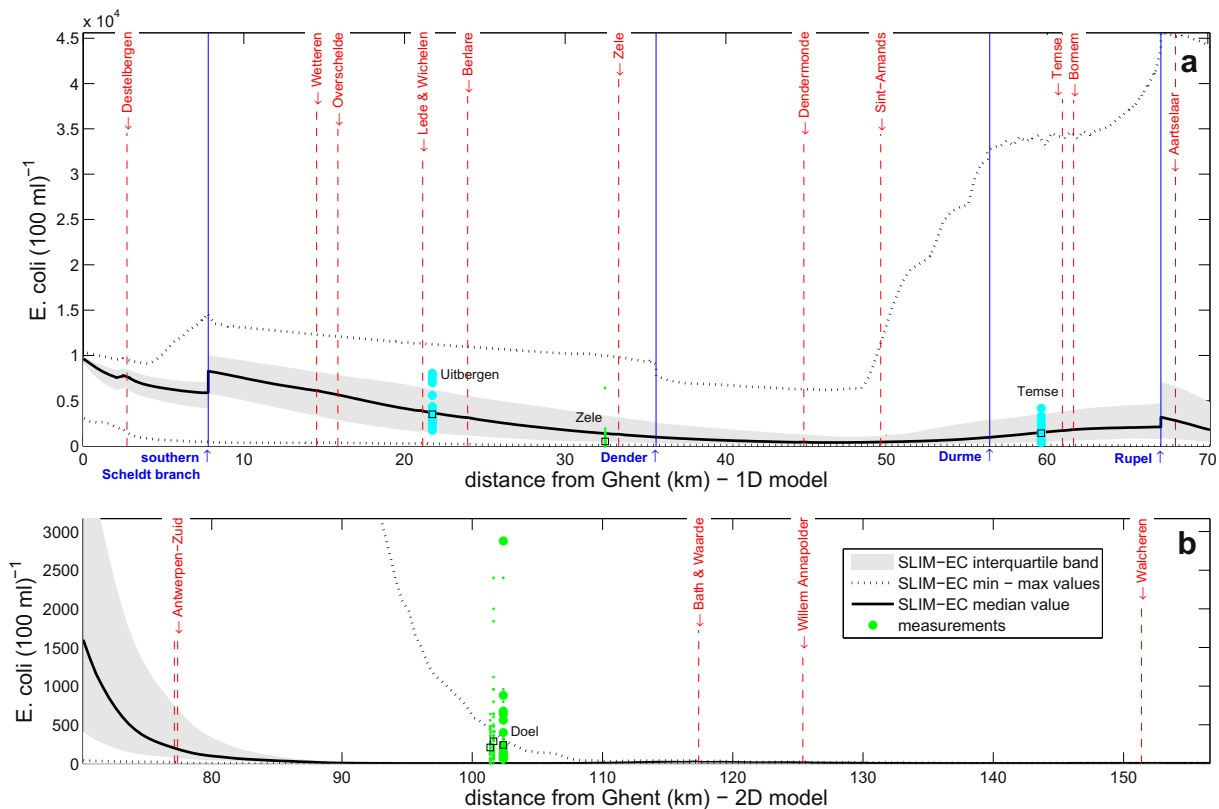 × 10⁴
a
4.5
4
3.5
3
2.5
2
1.5
1
0.5
0
E. coli (100 ml)⁻¹
← Destelbergen
← Wetteren
← Overschelde
← Lede & Wichelen
← Berlare
← Zele
← Dendermonde
← Sint−Amands
← Temse
← Bornem
← Aartselaar
Uitbergen
Zele
Temse
0 10 20 30 40 50 60 70
southern ↑
Scheldt branch
Dender ↑
Durme ↑
Rupel ↑
distance from Ghent (km) − 1D model
b
3000
2500
2000
1500
1000
500
0
E. coli (100 ml)⁻¹
← Antwerpen−Zuid
← Bath & Waarde
← Willem Annapolder
← Walcheren
Doel
SLIM−EC interquartile band
SLIM−EC min − max values
SLIM−EC median value
measurements
80 90 100 110 120 130 140 150
distance from Ghent (km) − 2D model